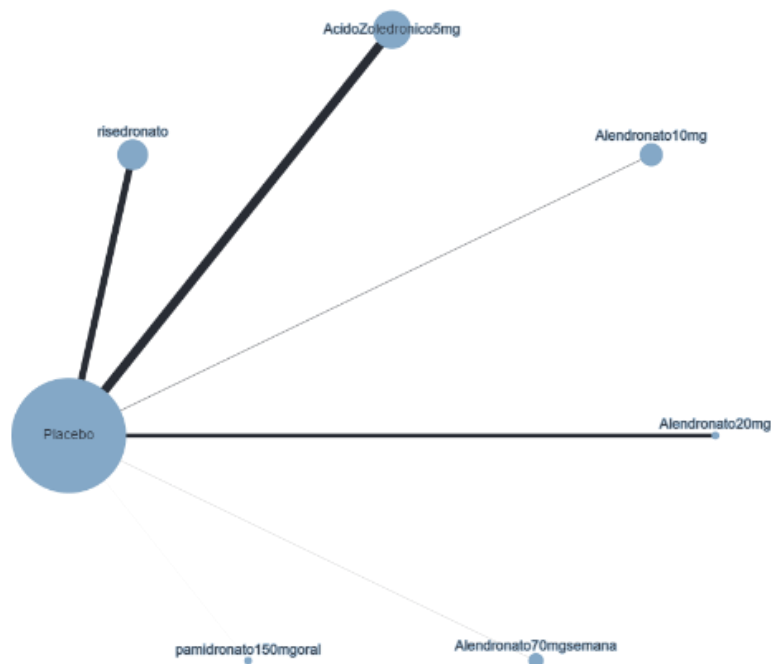 AcidoZoledronico5mg
risedronato
Alendronato10mg
Alendronato20mg
Placebo
Alendronato70mgsemana
pamidronato150mgoral